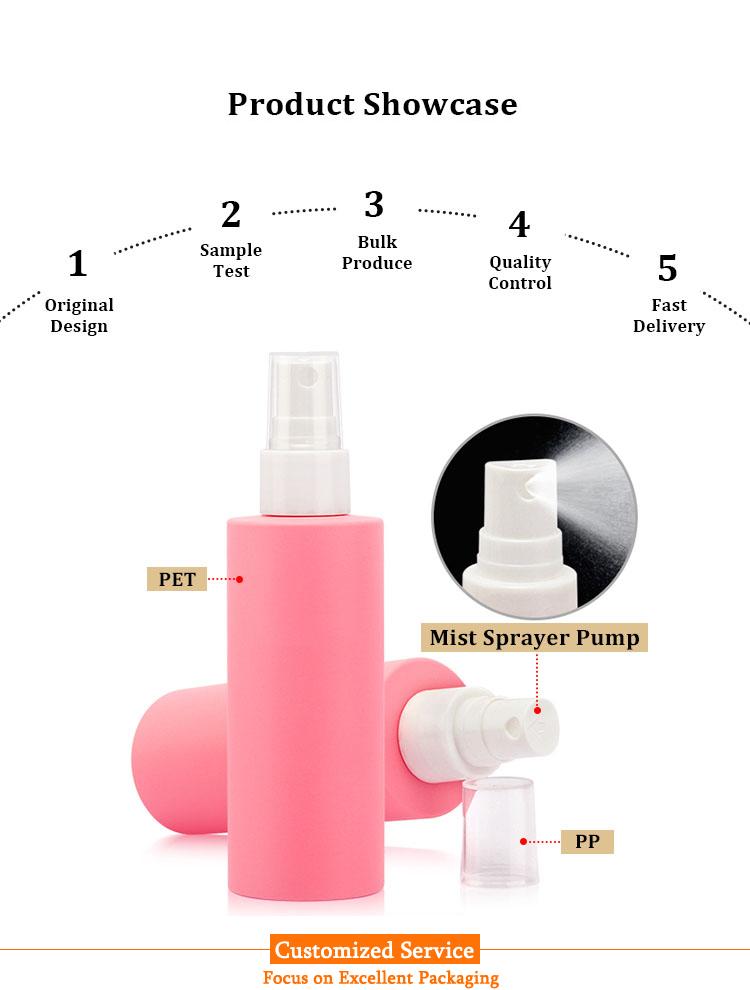 Product Showcase
1
Original
Design
2
Sample
Test
3
Bulk
Produce
4
Quality
Control
5
Fast
Delivery
PET
Mist Sprayer Pump
PP
Customized Service
Focus on Excellent Packaging